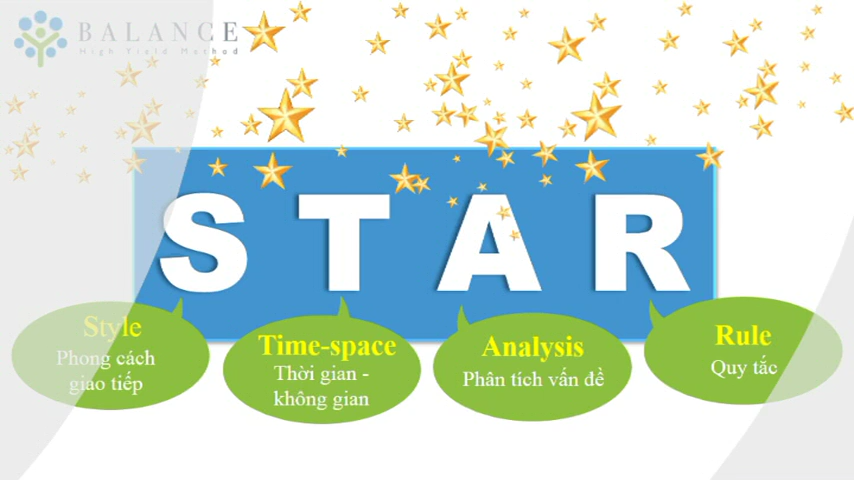 BALANCE
High Yield Method
STAR
Style
Phong cách
giao tiếp
Time-space
Thời gian -
không gian
Analysis
Phân tích vấn đề
Rule
Quy tắc